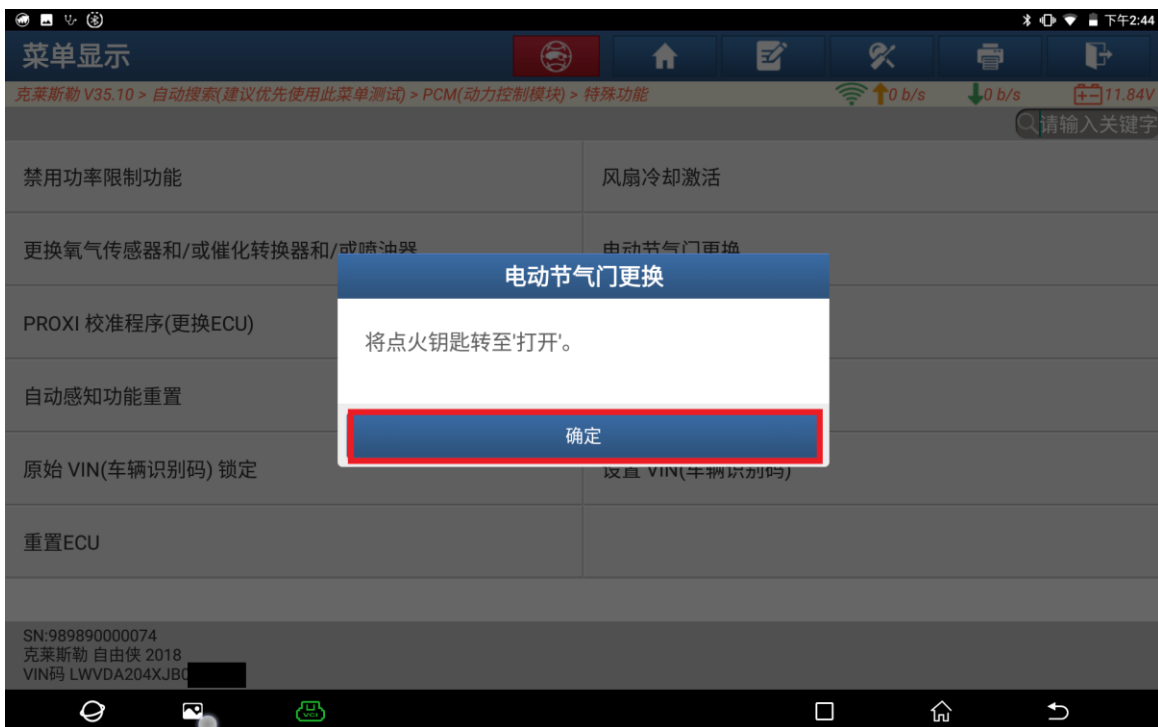 下午2:44
菜单显示
克莱斯勒 V35.10 > 自动搜索(建议优先使用此菜单测试) > PCM(动力控制模块) > 特殊功能
0 b/s
0 b/s
11.84V
请输入关键字
禁用功率限制功能
风扇冷却激活
更换氧气传感器和/或催化转换器和/或喷油器
电动节气门更换
电动节气门更换
PROXI 校准程序(更换ECU)
将点火钥匙转至'打开'。
自动感知功能重置
确定
原始 VIN(车辆识别码) 锁定
设置 VIN(车辆识别码)
重置ECU
SN:989890000074
克莱斯勒 自由侠 2018
VIN码 LWVDA204XJB0
VCI